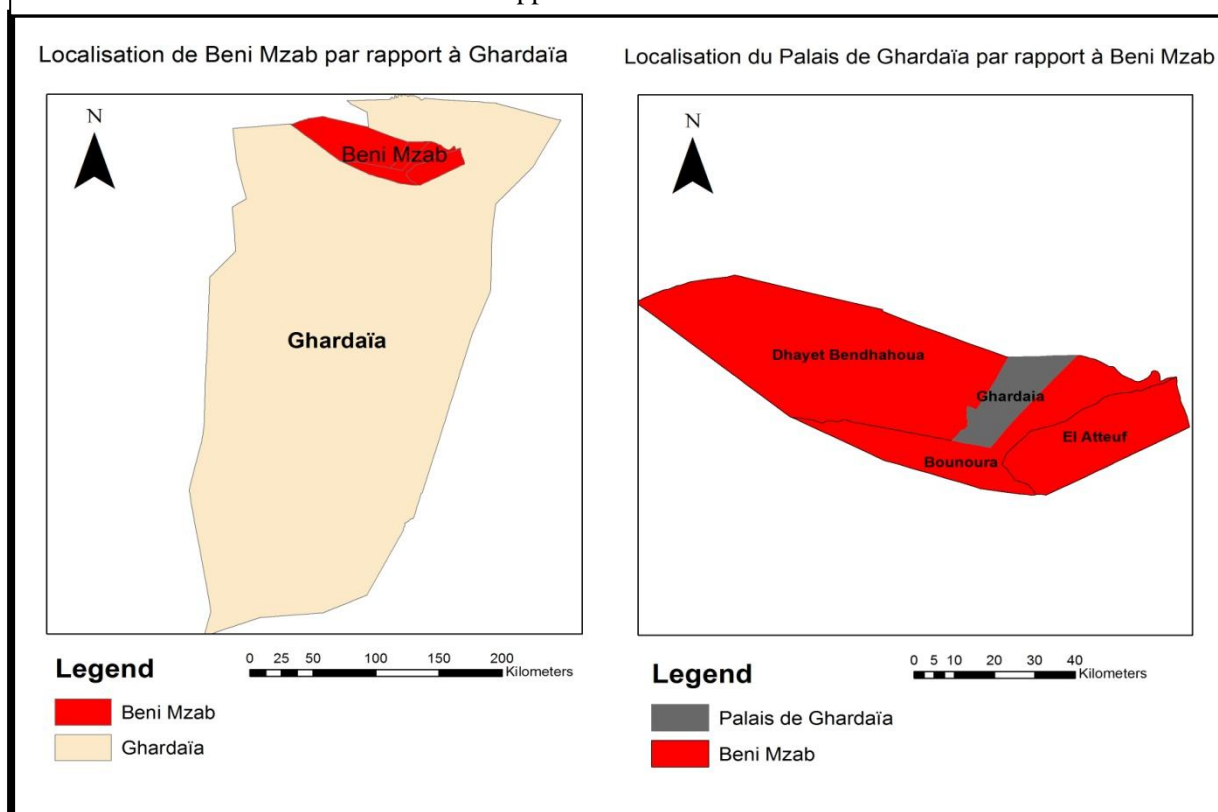 Localisation de Beni Mzab par rapport à Ghardaïa
N
Beni Mzab
Ghardaïa
Legend
0 25 50 100 150 200
Kilometers
Beni Mzab
Ghardaïa
Localisation du Palais de Ghardaïa par rapport à Beni Mzab
N
Dhayet Bendhahoua
Ghardaia
El Atteuf
Bounoura
Legend
0 5 10 20 30 40
Kilometers
Palais de Ghardaïa
Beni Mzab